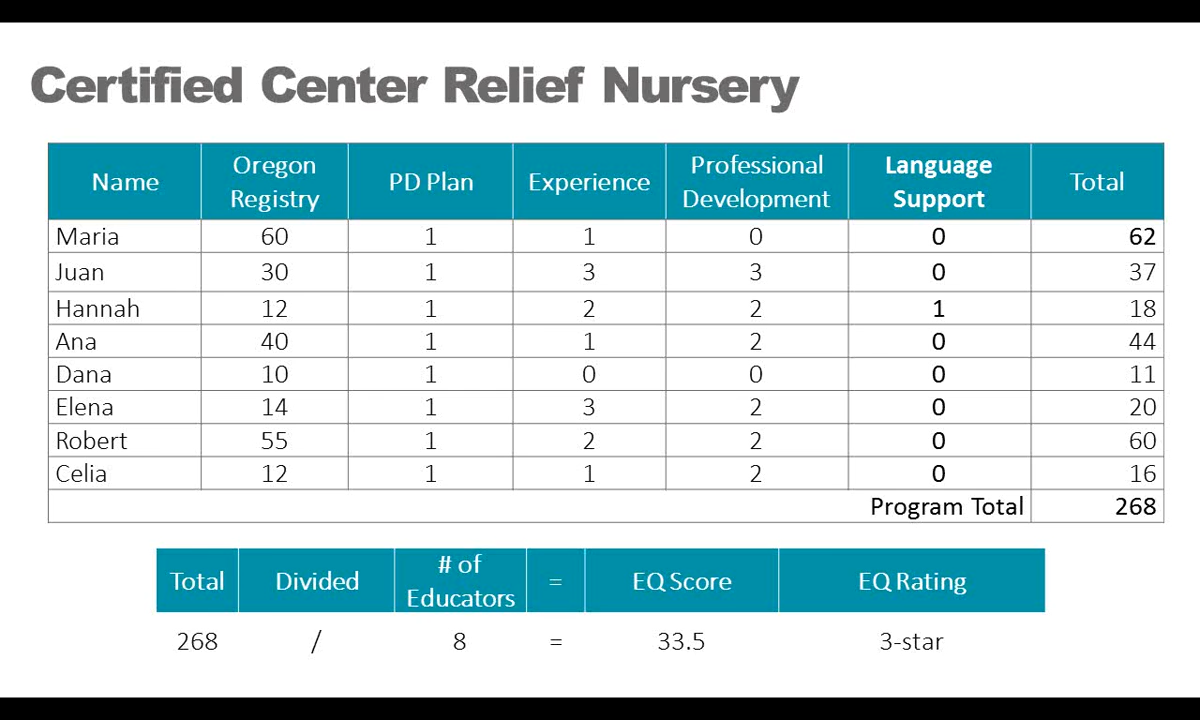 Certified Center Relief Nursery
Name Oregon Registry PD Plan Experience Professional Development Language Support Total
Maria 60 1 1 0 0 62
Juan 30 1 3 3 0 37
Hannah 12 1 2 2 1 18
Ana 40 1 1 2 0 44
Dana 10 1 0 0 0 11
Elena 14 1 3 2 0 20
Robert 55 1 2 2 0 60
Celia 12 1 1 2 0 16
Program Total 268
Total Divided # of Educators = EQ Score EQ Rating
268 / 8 = 33.5 3-star